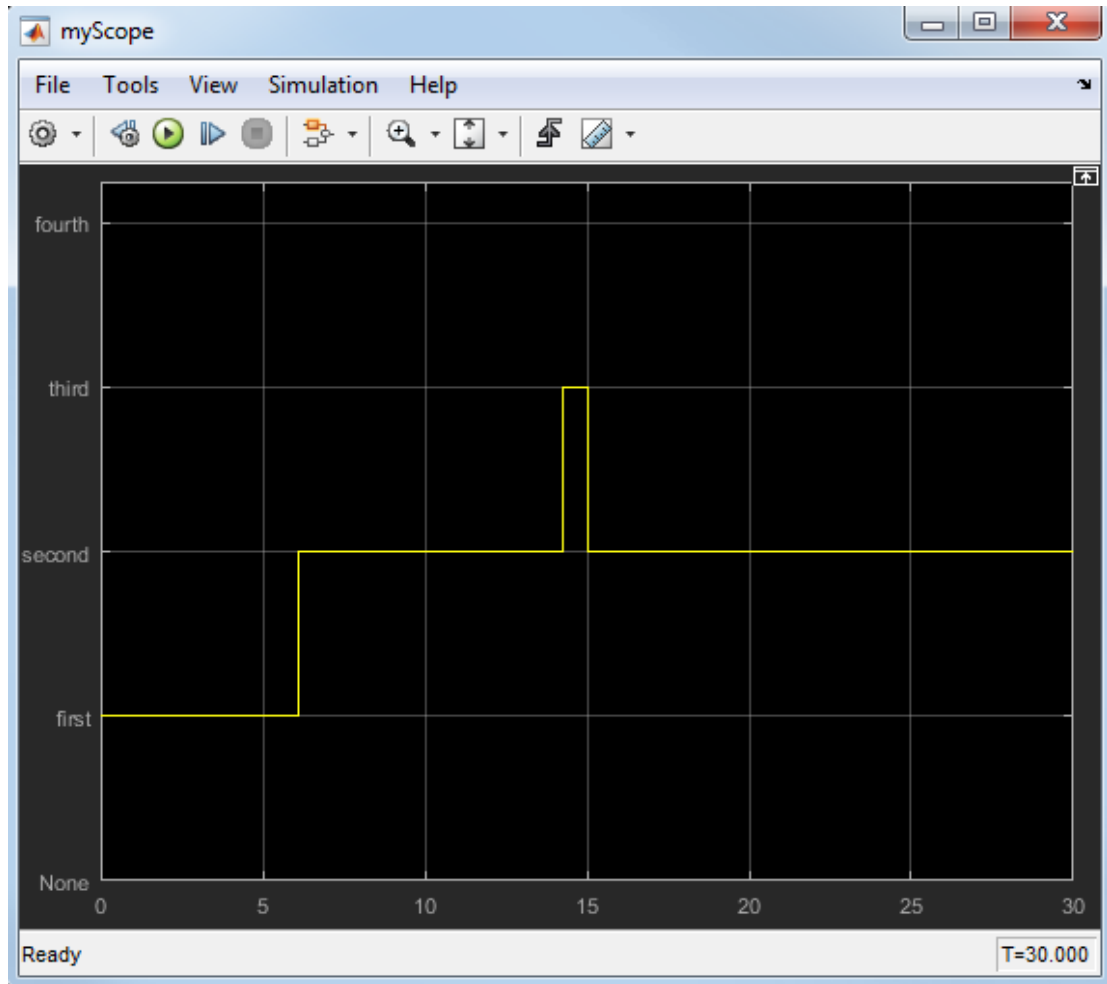 myScope
File Tools View Simulation Help
fourth
third
second
first
None
0 5 10 15 20 25 30
Ready T=30.000